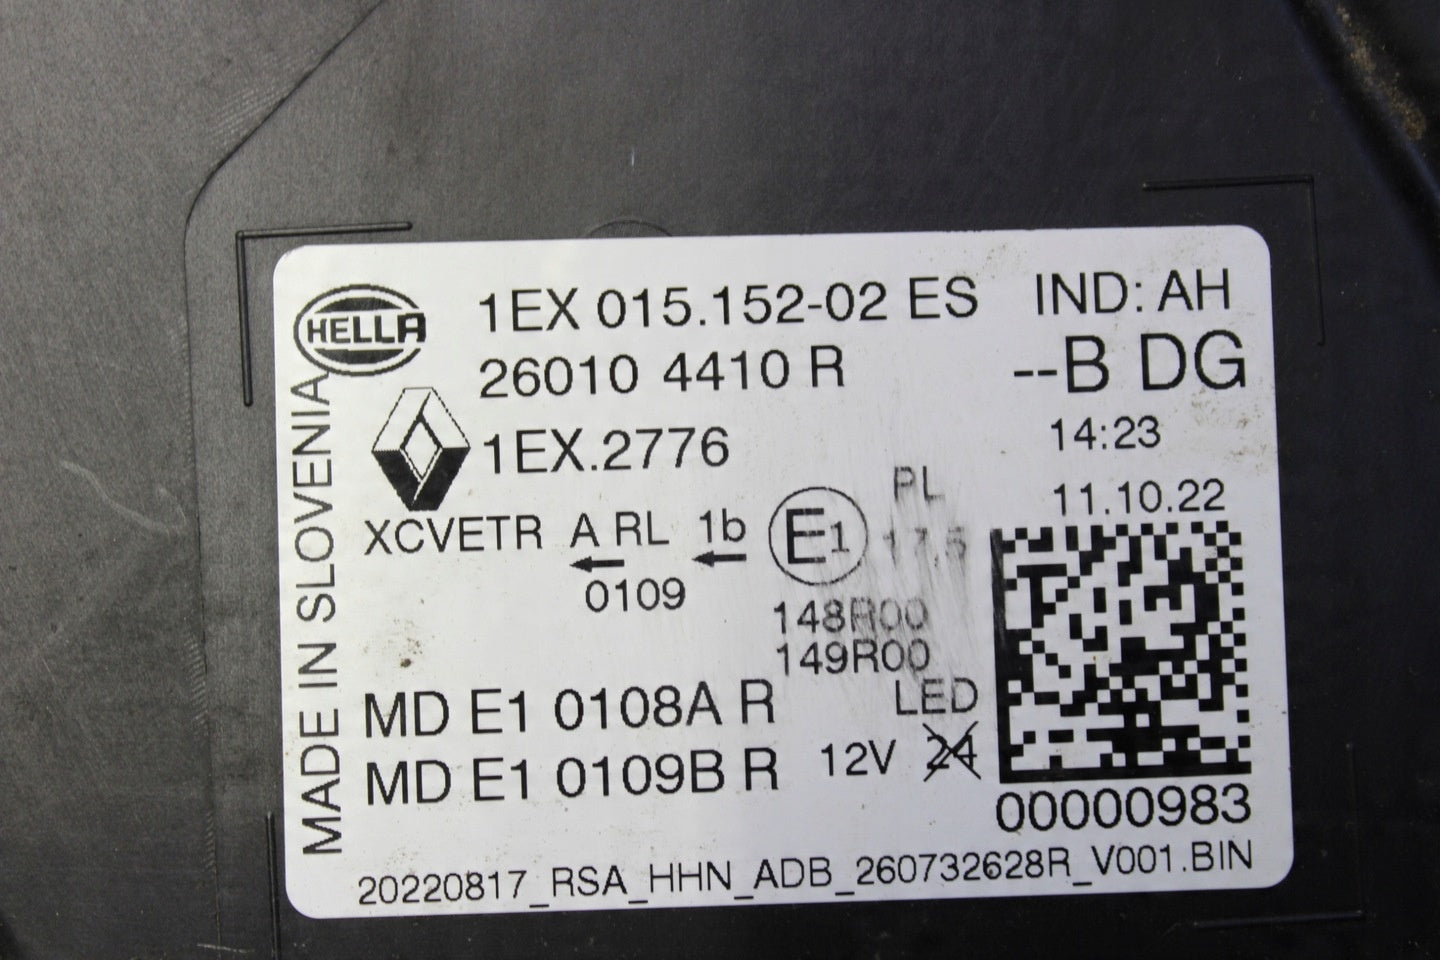 HELLA
1EX 015.152-02 ES IND: AH
26010 4410 R --B DG
1EX.2776 14:23
PL 11.10.22
XCVETR A RL 1b E1 17,5
0109
148R00
149R00
MD E1 0108A R LED
MD E1 0109B R 12V 24
00000983
20220817_RSA_HHN_ADB_260732628R_V001.BIN
MADE IN SLOVENIA